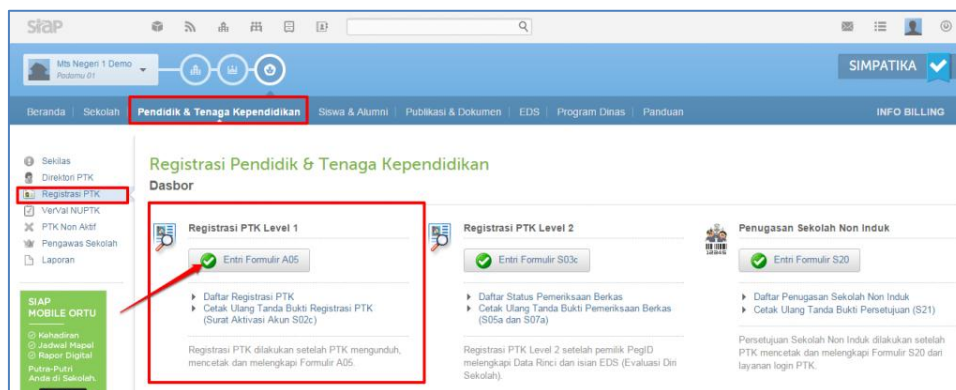 siap
Mts Negeri 1 Demo
Padamu 01
SIMPATIKA
Beranda
Sekolah
Pendidik & Tenaga Kependidikan
Siswa & Alumni
Publikasi & Dokumen
EDS
Program Dinas
Panduan
INFO BILLING
Sekilas
Direktori PTK
Registrasi PTK
VerVal NUPTK
PTK Non Aktif
Pengawas Sekolah
Laporan
SIAP
MOBILE ORTU
Kehadiran
Jadwal Mapel
Rapor Digital
Putra-Putri
Anda di Sekolah.
Registrasi Pendidik & Tenaga Kependidikan
Dasbor
Registrasi PTK Level 1
Entri Formulir A05
Daftar Registrasi PTK
Cetak Ulang Tanda Bukti Registrasi PTK
(Surat Aktivasi Akun S02c)
Registrasi PTK dilakukan setelah PTK mengunduh,
mencetak dan melengkapi Formulir A05.
Registrasi PTK Level 2
Entri Formulir S03c
Daftar Status Pemeriksaan Berkas
Cetak Ulang Tanda Bukti Pemeriksaan Berkas
(S05a dan S07a)
Registrasi PTK Level 2 setelah pemilik PegID
melengkapi Data Rinci dan isian EDS (Evaluasi Diri
Sekolah).
Penugasan Sekolah Non Induk
Entri Formulir S20
Daftar Penugasan Sekolah Non Induk
Cetak Ulang Tanda Bukti Persetujuan (S21)
Persetujuan Sekolah Non Induk dilakukan setelah
PTK mencetak dan melengkapi Formulir S20 dari
layanan login PTK.